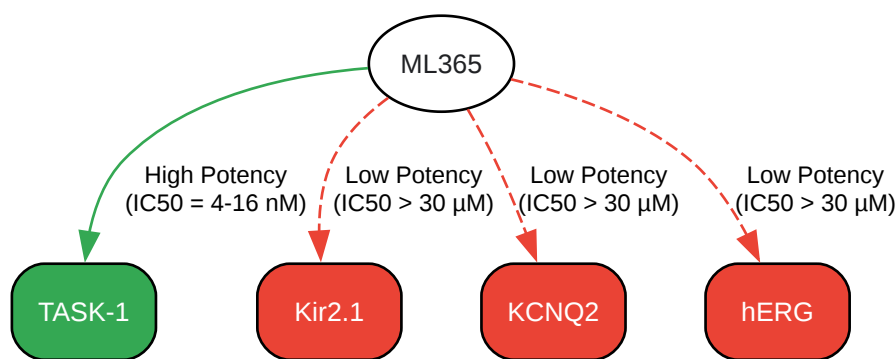 ML365
High Potency
(IC50 = 4-16 nM)
Low Potency
(IC50 > 30 µM)
Low Potency
(IC50 > 30 µM)
Low Potency
(IC50 > 30 µM)
TASK-1
Kir2.1
KCNQ2
hERG